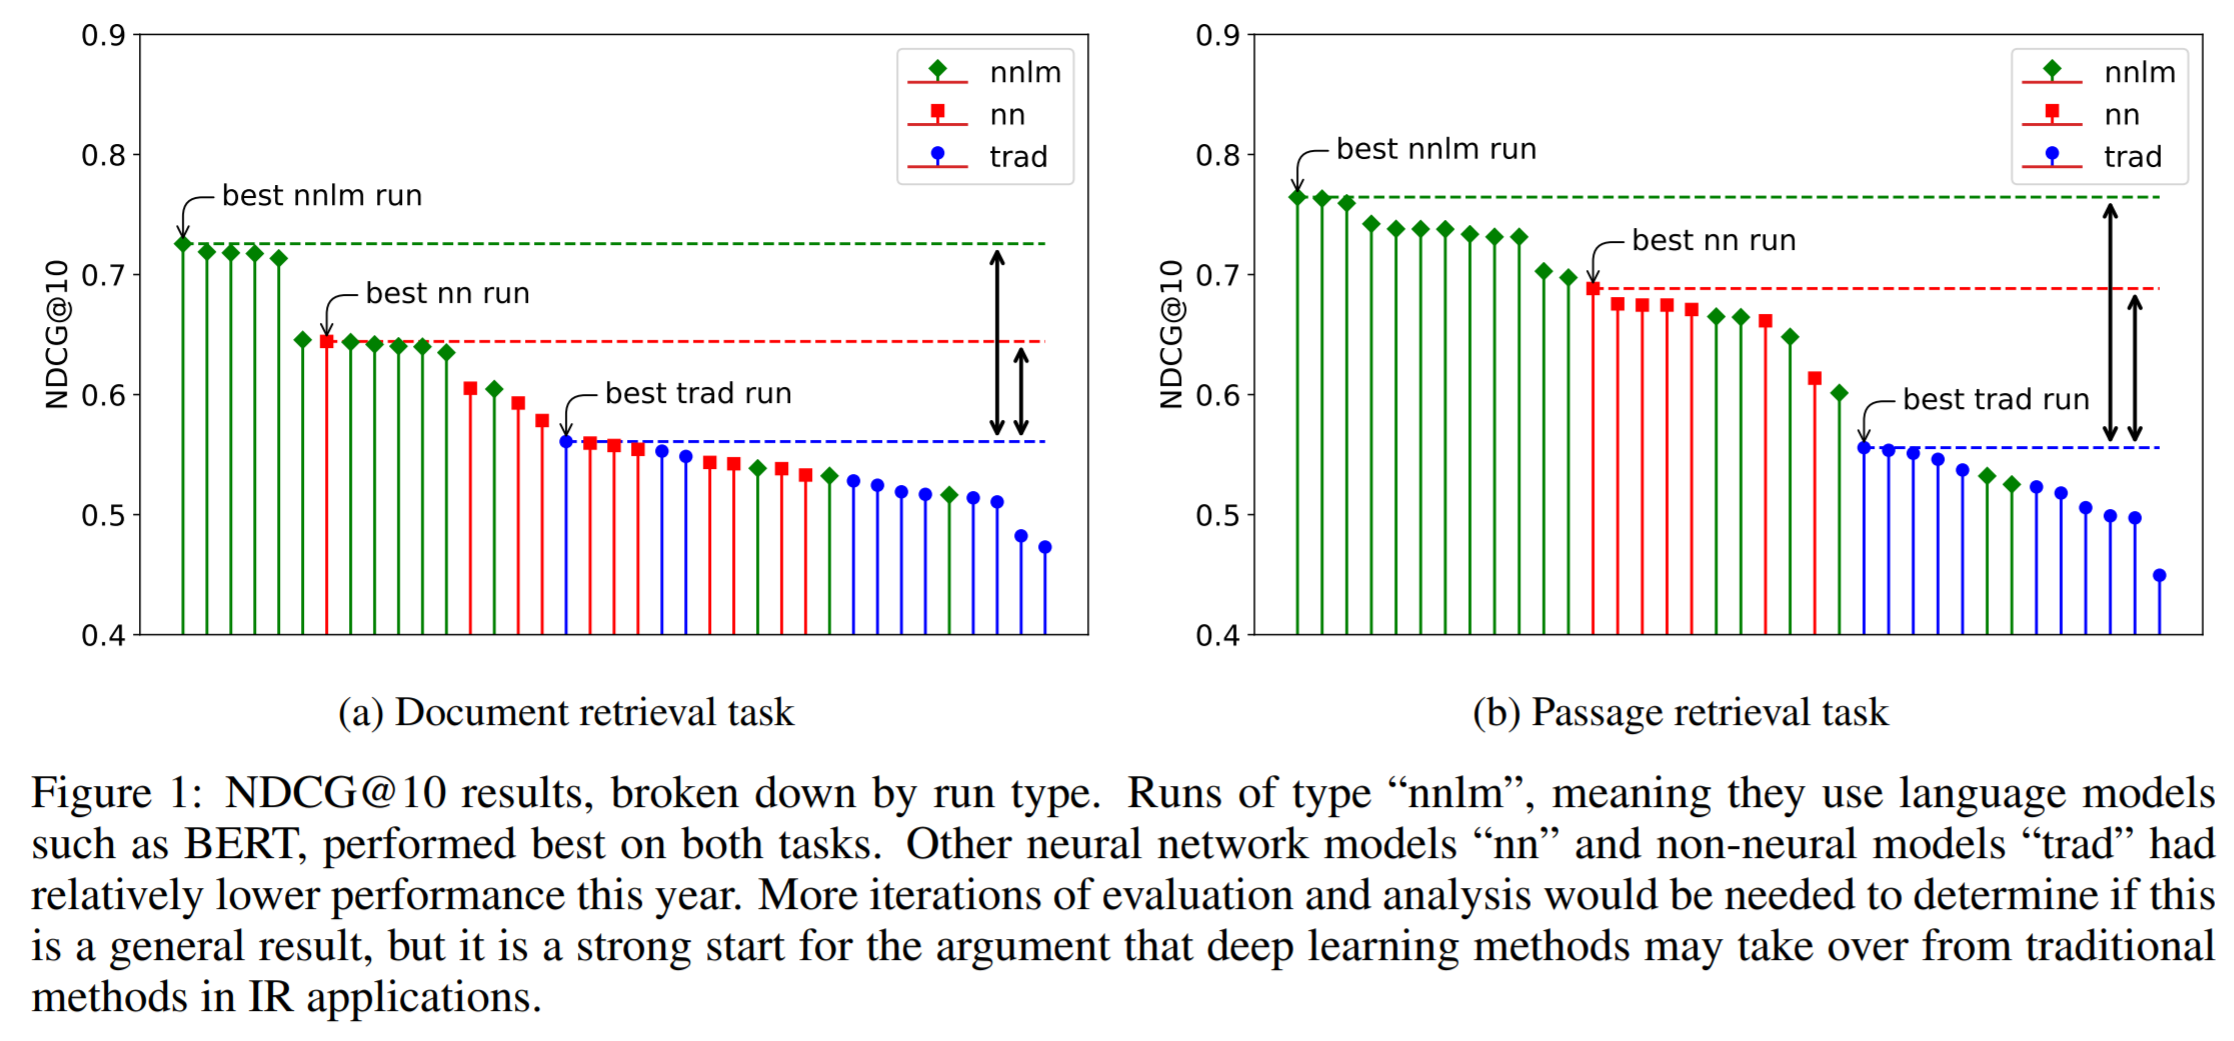 0.9
0.8
0.7
0.6
0.5
0.4
NDCG@10
nnlm
nn
trad
best nnlm run
best nn run
best trad run
(a) Document retrieval task
0.9
0.8
0.7
0.6
0.5
0.4
NDCG@10
nnlm
nn
trad
best nnlm run
best nn run
best trad run
(b) Passage retrieval task
Figure 1: NDCG@10 results, broken down by run type. Runs of type “nnlm”, meaning they use language models
such as BERT, performed best on both tasks. Other neural network models “nn” and non-neural models “trad” had
relatively lower performance this year. More iterations of evaluation and analysis would be needed to determine if this
is a general result, but it is a strong start for the argument that deep learning methods may take over from traditional
methods in IR applications.